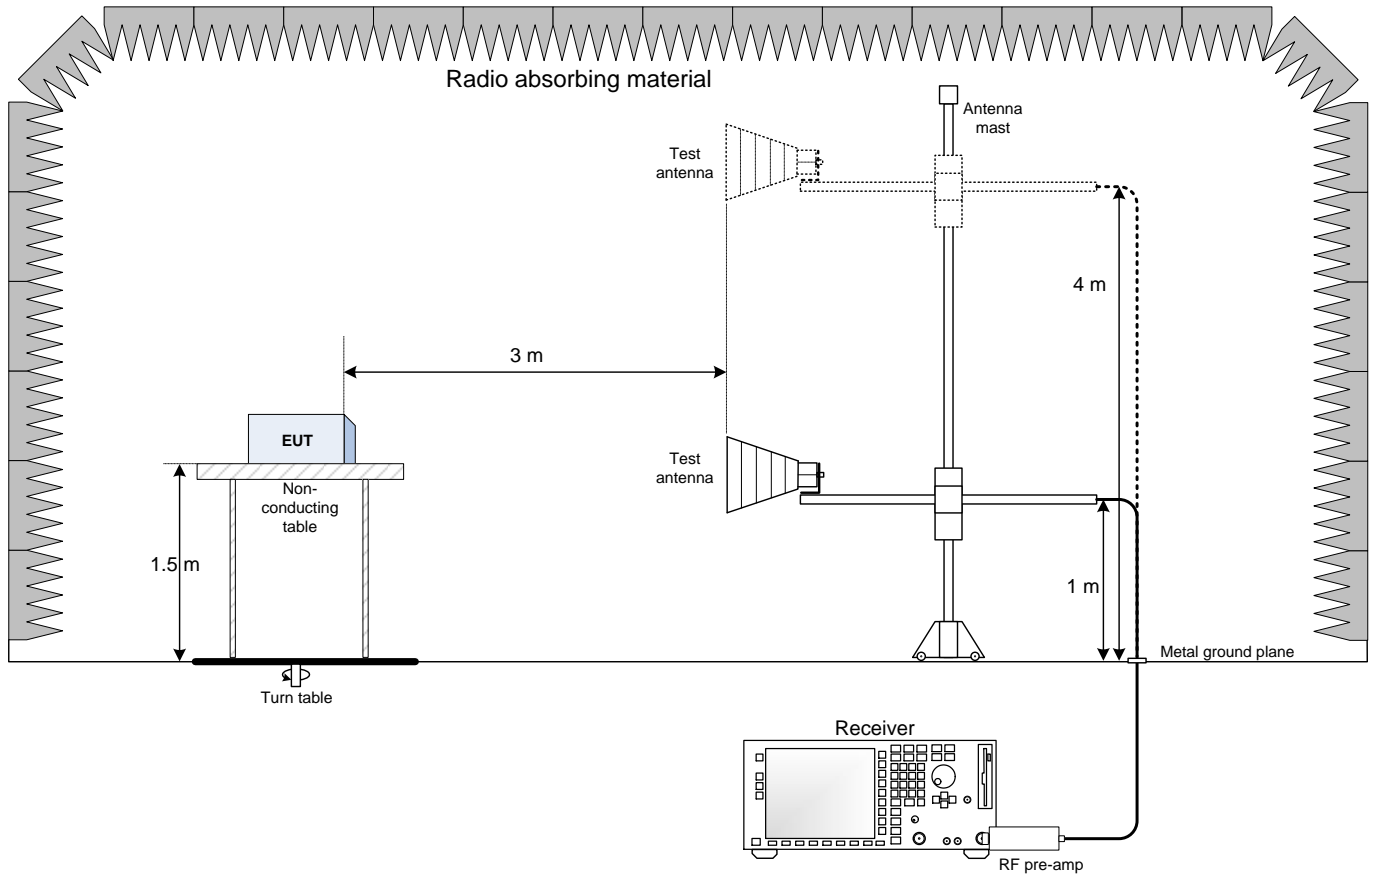 Radio absorbing material
Antenna
mast
Test
antenna
4 m
3 m
EUT
Test
antenna
Non-
conducting
table
1.5 m
1 m
Metal ground plane
Turn table
Receiver
RF pre-amp